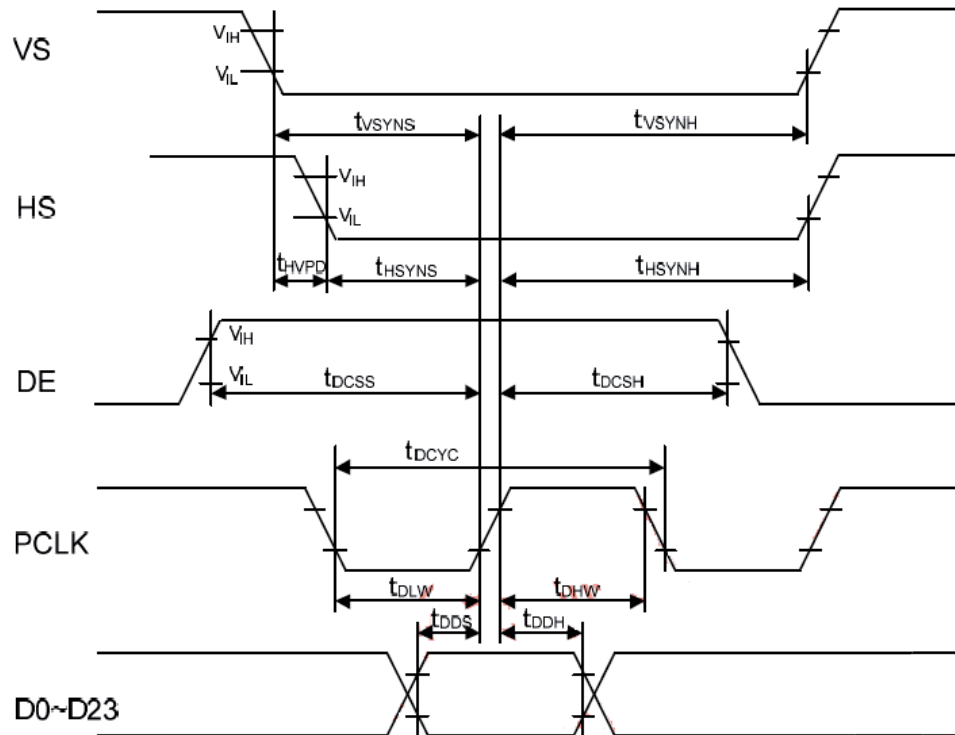 VS
VIH
VIL
tVSYNS
tVSYNH
HS
VIH
VIL
tHVPD
tHSYNS
tHSYNH
DE
VIH
VIL
tDCSS
tDCSH
tDCYC
PCLK
tDLW
tDHW
tDDS
tDDH
D0~D23